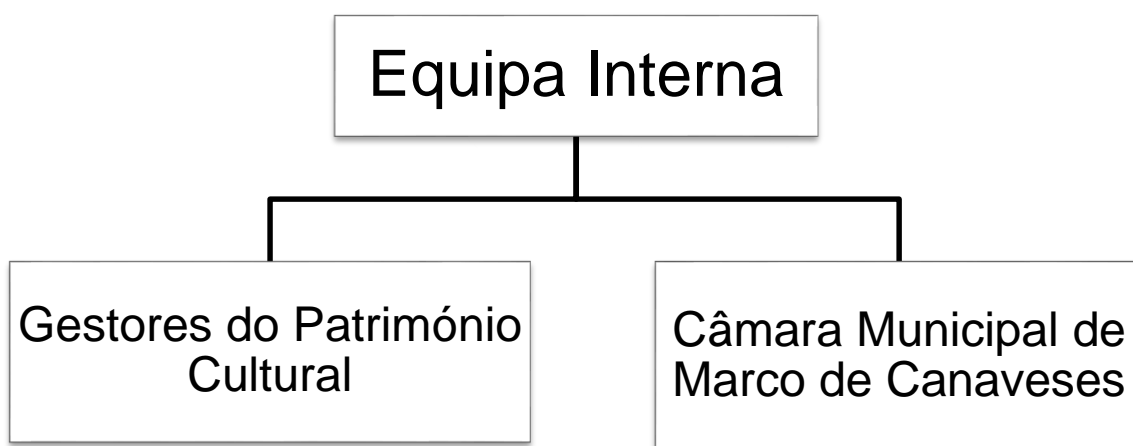 Equipa Interna
Gestores do Património
Cultural
Câmara Municipal de
Marco de Canaveses